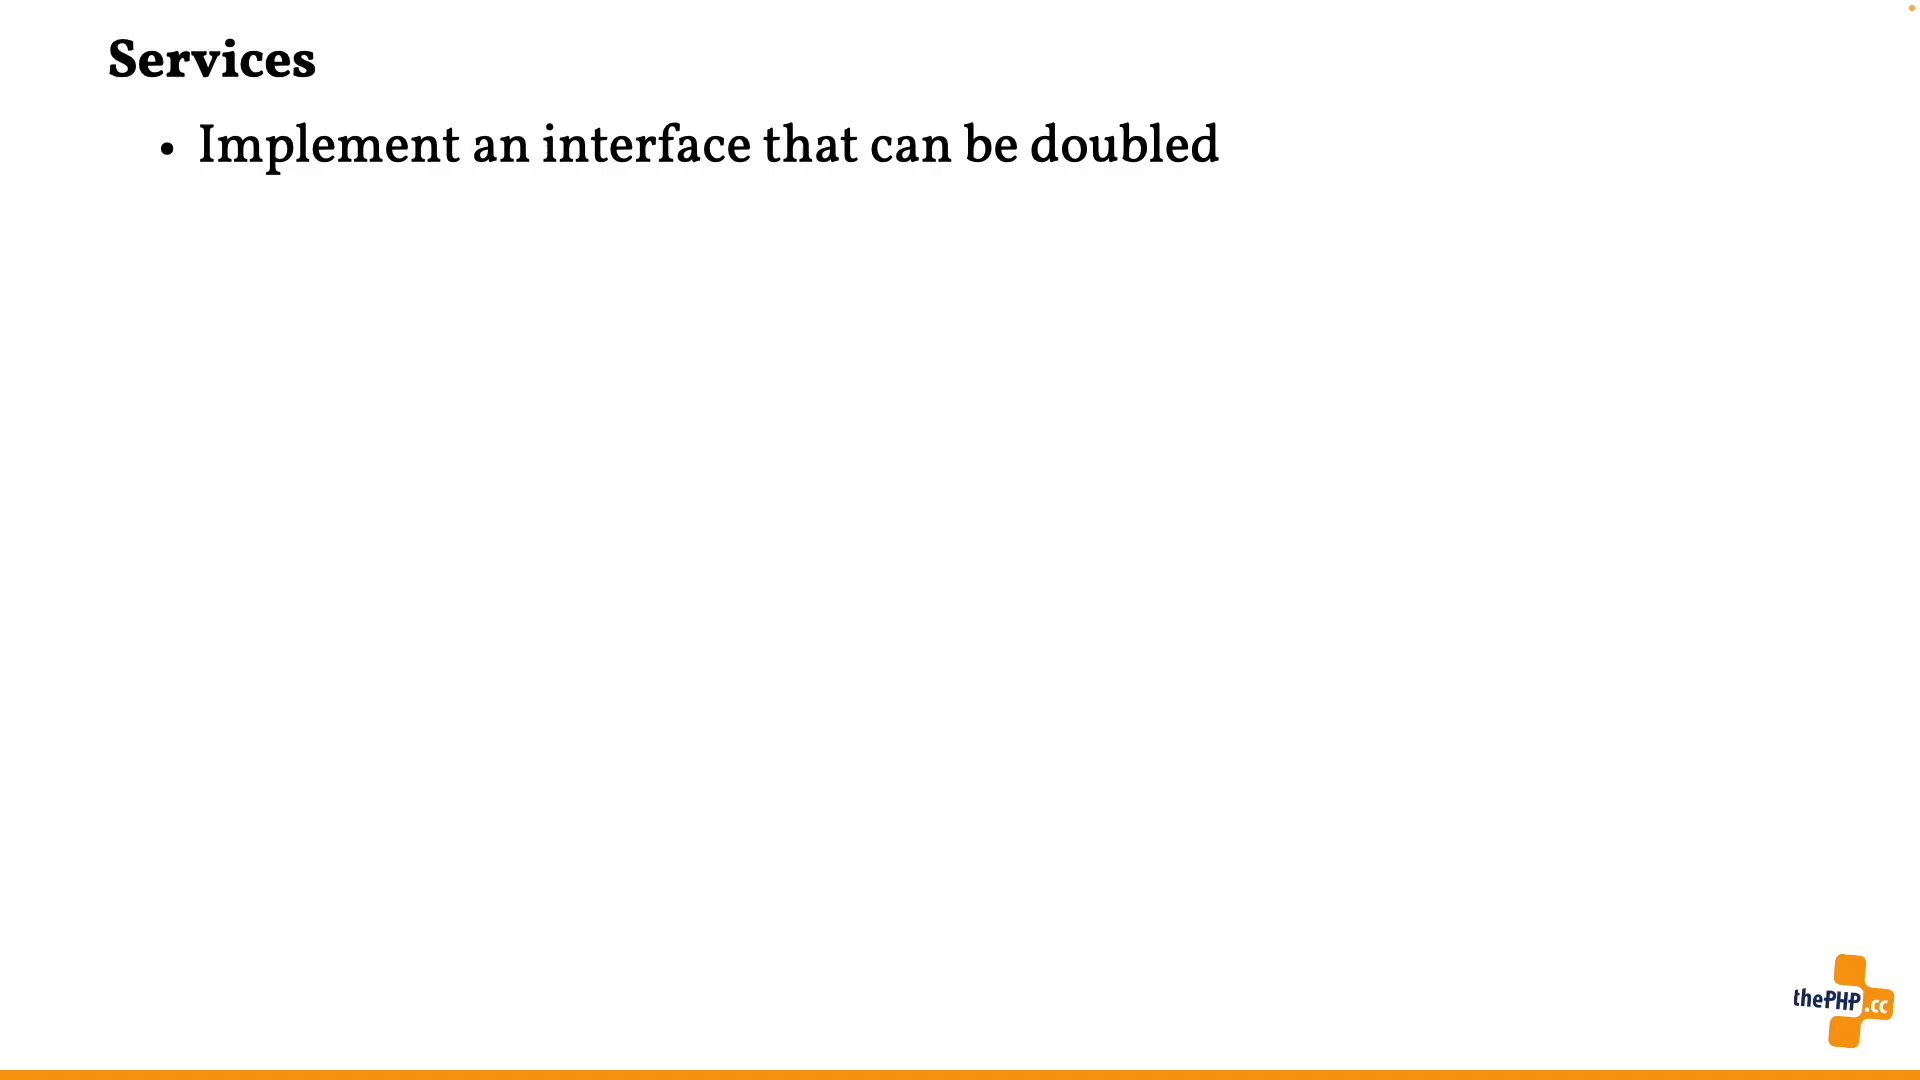 Services
• Implement an interface that can be doubled
thePHP.cc